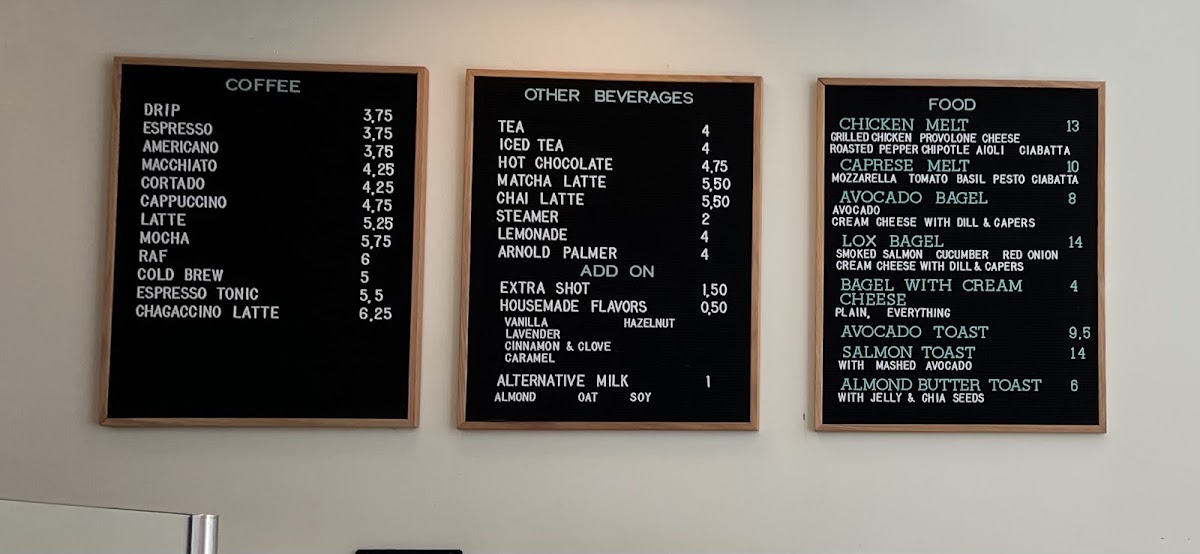 COFFEE
DRIP 3,75
ESPRESSO 3,75
AMERICANO 3,75
MACCHIATO 4,25
CORTADO 4,25
CAPPUCCINO 4,75
LATTE 5,25
MOCHA 5,75
RAF 6
COLD BREW 5
ESPRESSO TONIC 5,5
CHAGACCINO LATTE 6,25
OTHER BEVERAGES
TEA 4
ICED TEA 4
HOT CHOCOLATE 4,75
MATCHA LATTE 5,50
CHAI LATTE 5,50
STEAMER 2
LEMONADE 4
ARNOLD PALMER 4
ADD ON
EXTRA SHOT 1,50
HOUSEMADE FLAVORS 0,50
VANILLA HAZELNUT
LAVENDER
CINNAMON & CLOVE
CARAMEL
ALTERNATIVE MILK 1
ALMOND OAT SOY
FOOD
CHICKEN MELT 13
GRILLED CHICKEN PROVOLONE CHEESE
ROASTED PEPPER CHIPOTLE AIOLI CIABATTA
CAPRESE MELT 10
MOZZARELLA TOMATO BASIL PESTO CIABATTA
AVOCADO BAGEL 8
AVOCADO
CREAM CHEESE WITH DILL & CAPERS
LOX BAGEL 14
SMOKED SALMON CUCUMBER RED ONION
CREAM CHEESE WITH DILL & CAPERS
BAGEL WITH CREAM 4
CHEESE
PLAIN, EVERYTHING
AVOCADO TOAST 9,5
SALMON TOAST 14
WITH MASHED AVOCADO
ALMOND BUTTER TOAST 6
WITH JELLY & CHIA SEEDS